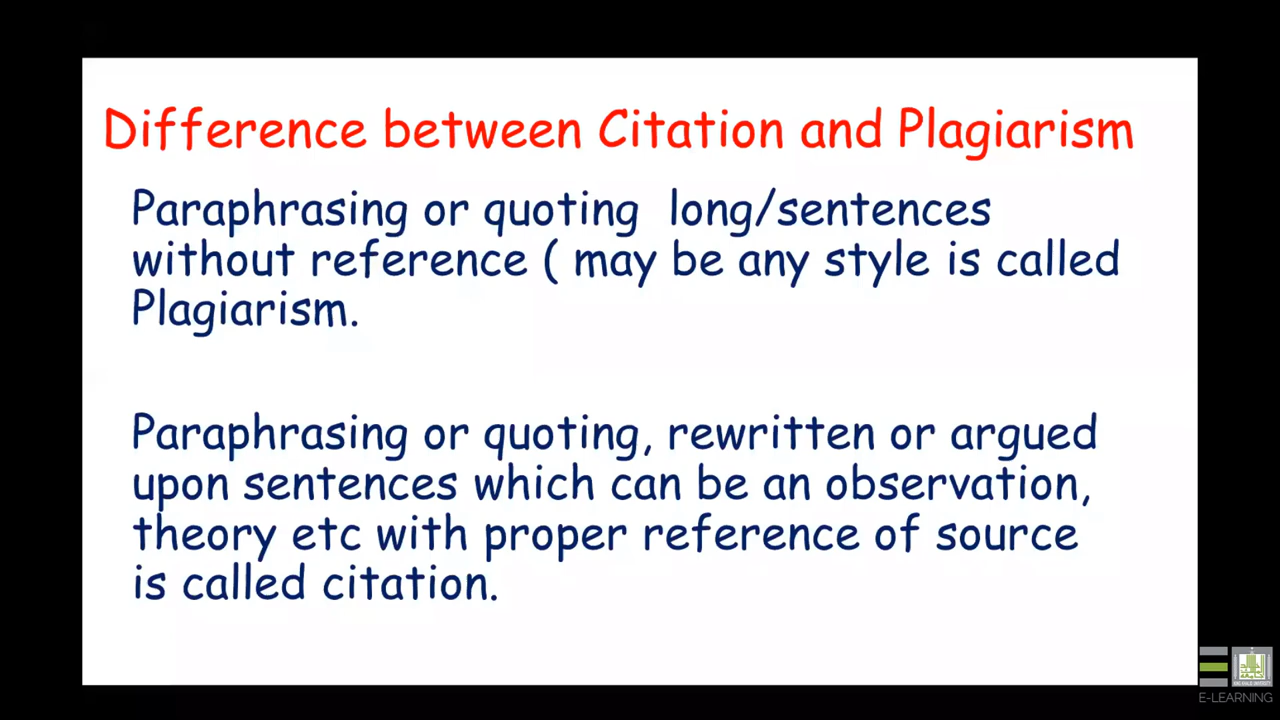 Difference between Citation and Plagiarism
Paraphrasing or quoting long/sentences
without reference ( may be any style is called
Plagiarism.
Paraphrasing or quoting, rewritten or argued
upon sentences which can be an observation,
theory etc with proper reference of source
is called citation.
E-LEARNING